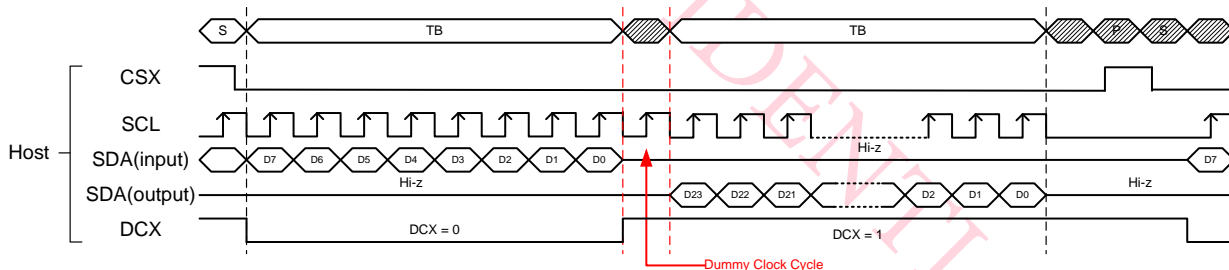 S TB TB P S
CSX
SCL
Hi-z
Host
SDA(input) D7 D6 D5 D4 D3 D2 D1 D0 D7
Hi-z Hi-z
SDA(output) D23 D22 D21 D2 D1 D0
DCX DCX = 0 DCX = 1
Dummy Clock Cycle